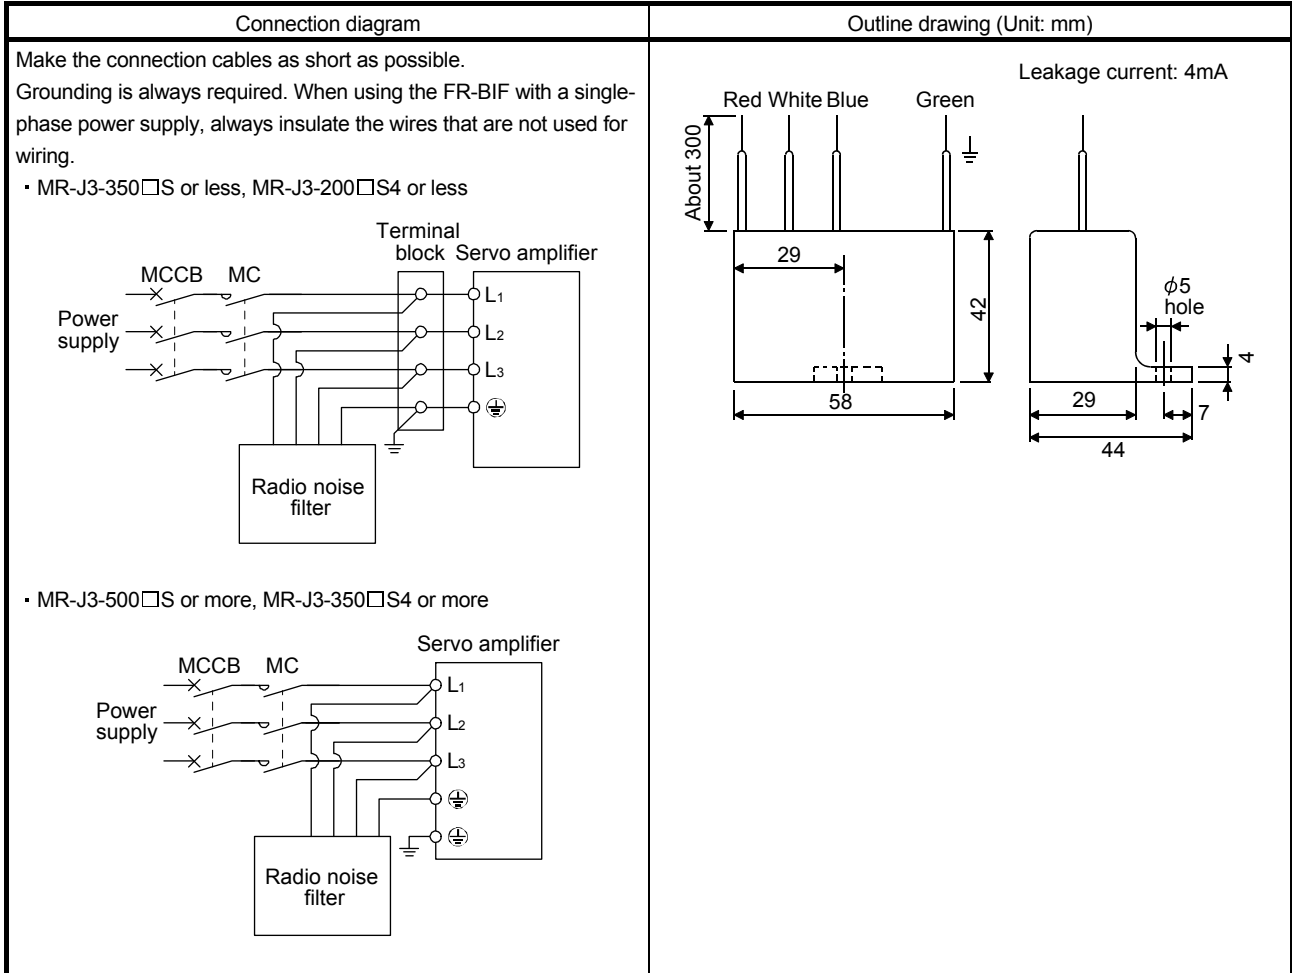 Connection diagram
Make the connection cables as short as possible.
Grounding is always required. When using the FR-BIF with a single-
phase power supply, always insulate the wires that are not used for
wiring.
・MR-J3-350□S or less, MR-J3-200□S4 or less
Terminal
block
Servo amplifier
MCCB
MC
Power
supply
L1
L2
L3
Radio noise
filter
・MR-J3-500□S or more, MR-J3-350□S4 or more
Servo amplifier
MCCB
MC
Power
supply
L1
L2
L3
Radio noise
filter
Outline drawing (Unit: mm)
Leakage current: 4mA
Red White Blue Green
About 300
29
42
58
φ5
hole
4
29
7
44